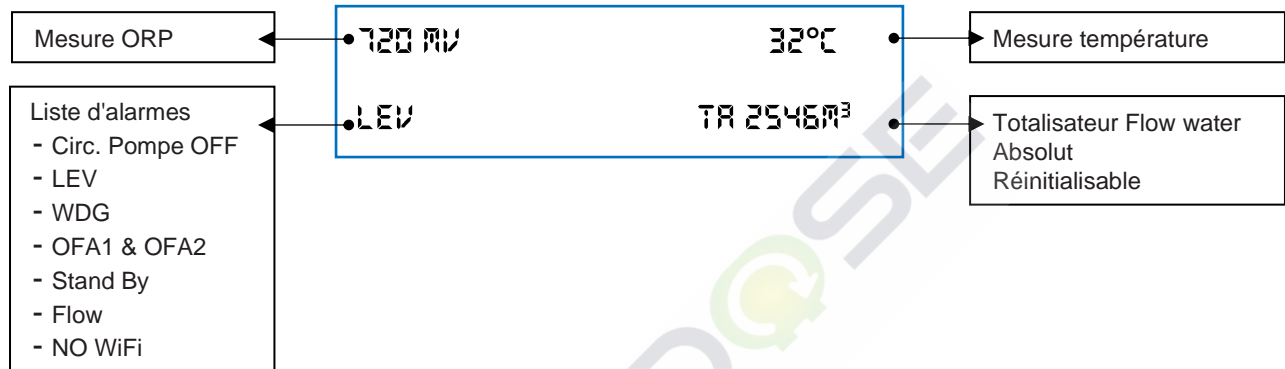 Mesure ORP
720 MV
32°C
Mesure température
Liste d'alarmes
- Circ. Pompe OFF
- LEV
- WDG
- OFA1 & OFA2
- Stand By
- Flow
- NO WiFi
LEV
TA 2546M³
Totalisateur Flow water
Absolut
Réinitialisable